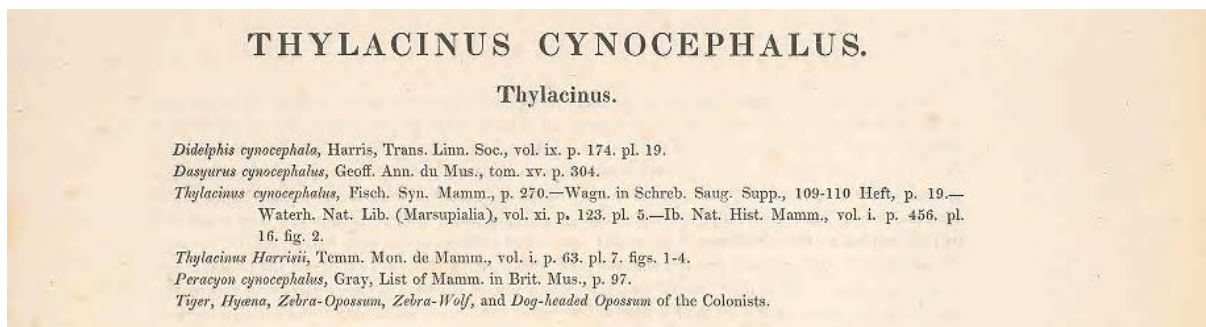 THYLACINUS CYNOCEPHALUS.
Thylacinus.
Didelphis cynocephala, Harris, Trans. Linn. Soc., vol. ix. p. 174. pl. 19.
Dasyurus cynocephalus, Geoff. Ann. du Mus., tom. xv. p. 304.
Thylacinus cynocephalus, Fisch. Syn. Mamm., p. 270.—Wagn. in Schreb. Saug. Supp., 109-110 Heft, p. 19.—
Waterh. Nat. Lib. (Marsupialia), vol. xi. p. 123. pl. 5.—Ib. Nat. Hist. Mamm., vol. i. p. 456. pl.
16. fig. 2.
Thylacinus Harrisii, Temm. Mon. de Mamm., vol. i. p. 63. pl. 7. figs. 1-4.
Peracyon cynocephalus, Gray, List of Mamm. in Brit. Mus., p. 97.
Tiger, Hyæna, Zebra-Opossum, Zebra-Wolf, and Dog-headed Opossum of the Colonists.